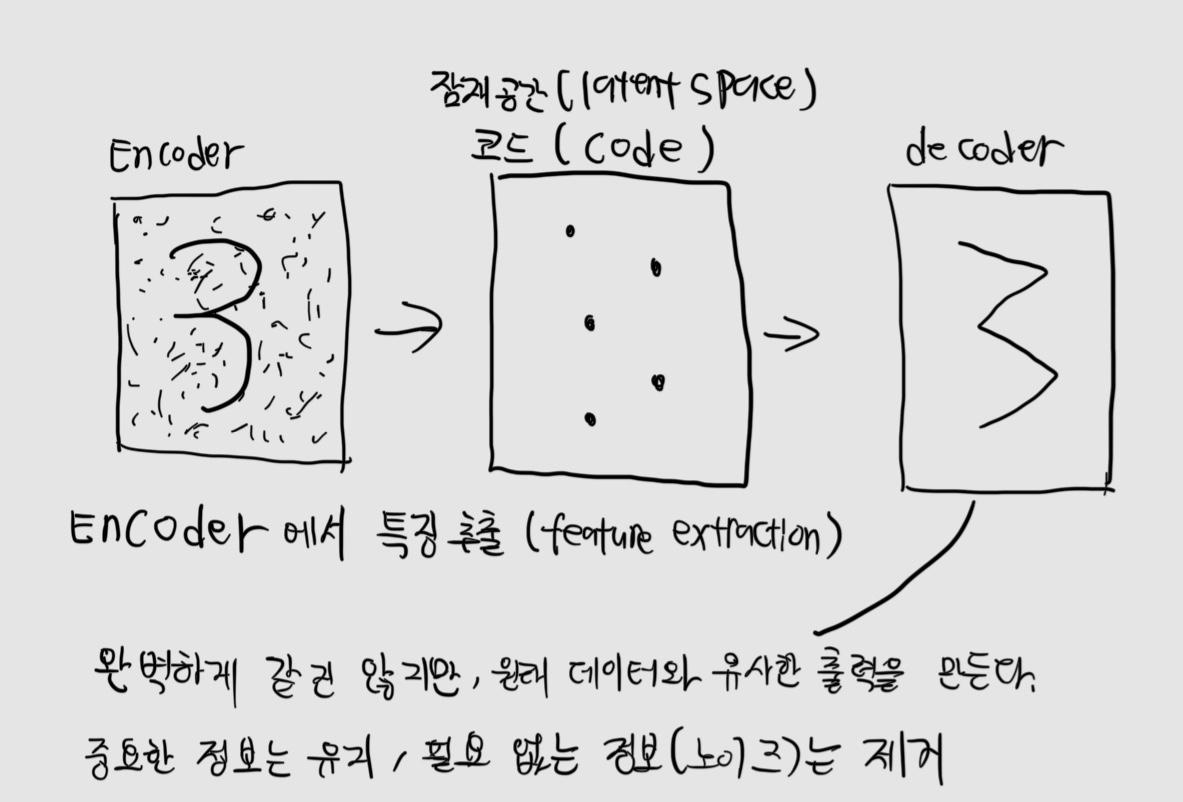 잠재공간(latent space)
코드(code)
Encoder
decoder
3
Encoder에서 특징 추출(feature extraction)
완벽하게 같진 않지만, 원래 데이터와 유사한 출력을 만든다.
중요한 정보는 유지, 필요 없는 정보(노이즈)는 제거